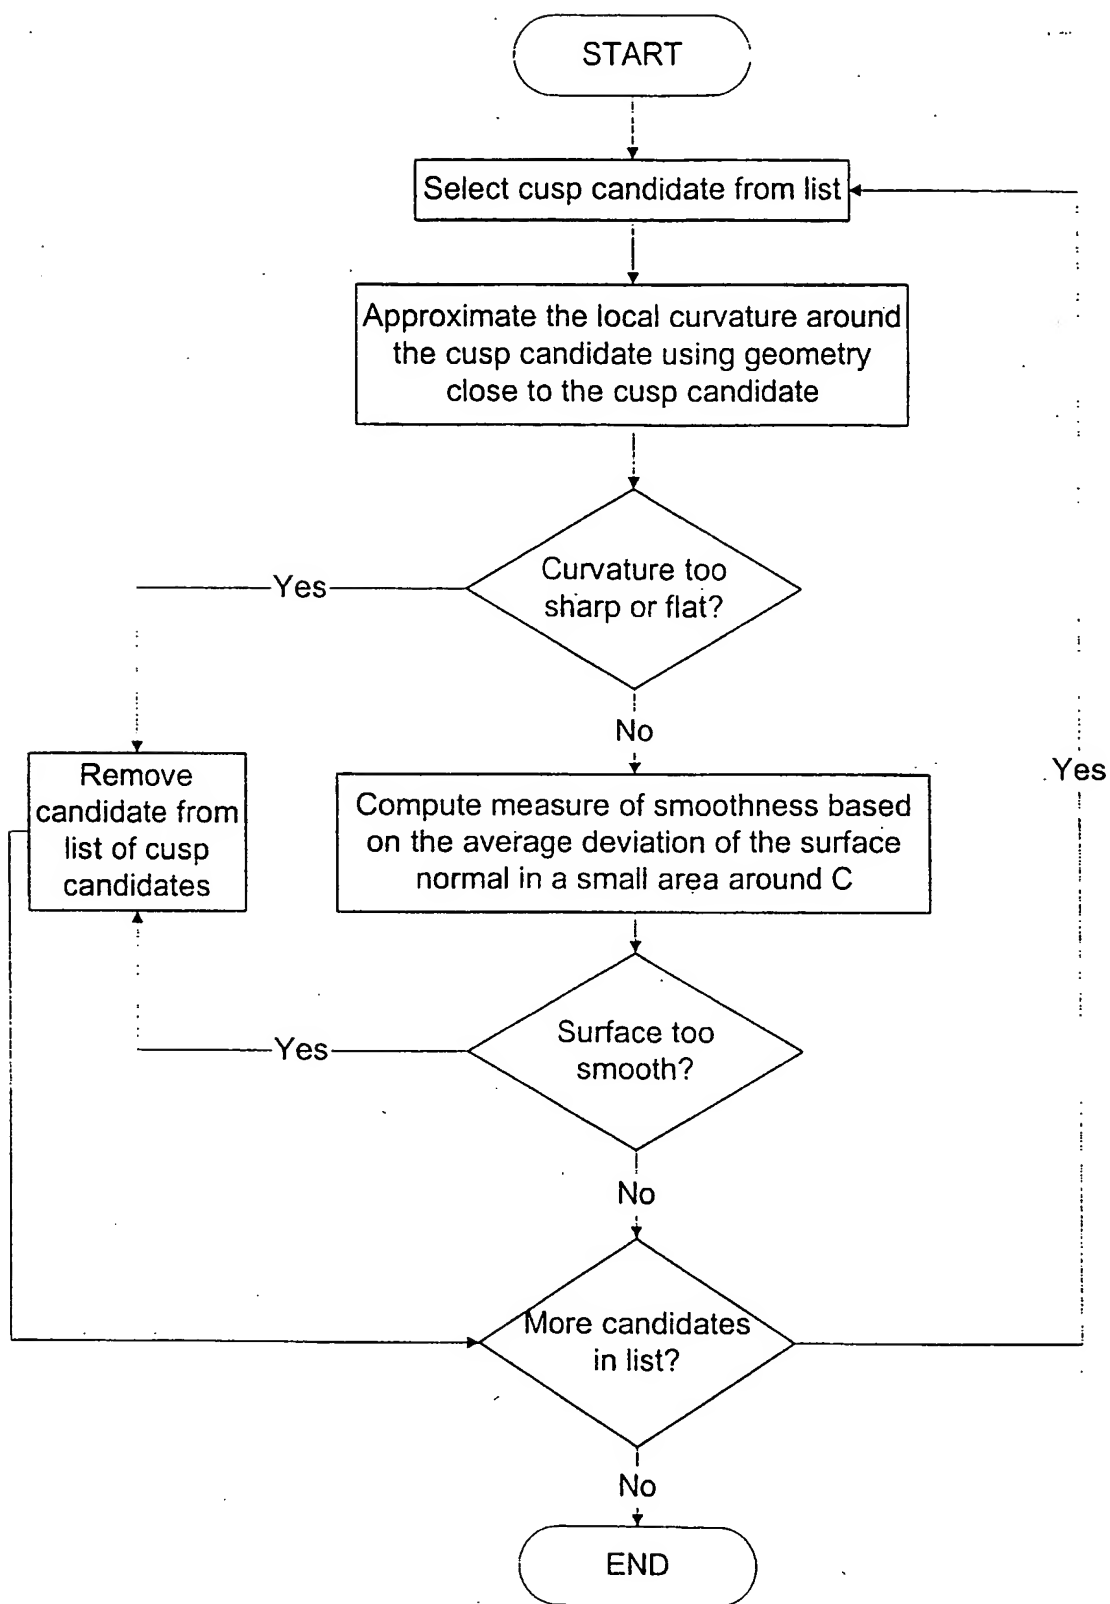 START
Select cusp candidate from list
Approximate the local curvature around
the cusp candidate using geometry
close to the cusp candidate
Curvature too
sharp or flat?
Yes
No
Remove
candidate from
list of cusp
candidates
Compute measure of smoothness based
on the average deviation of the surface
normal in a small area around C
Yes
Surface too
smooth?
Yes
No
More candidates
in list?
No
END